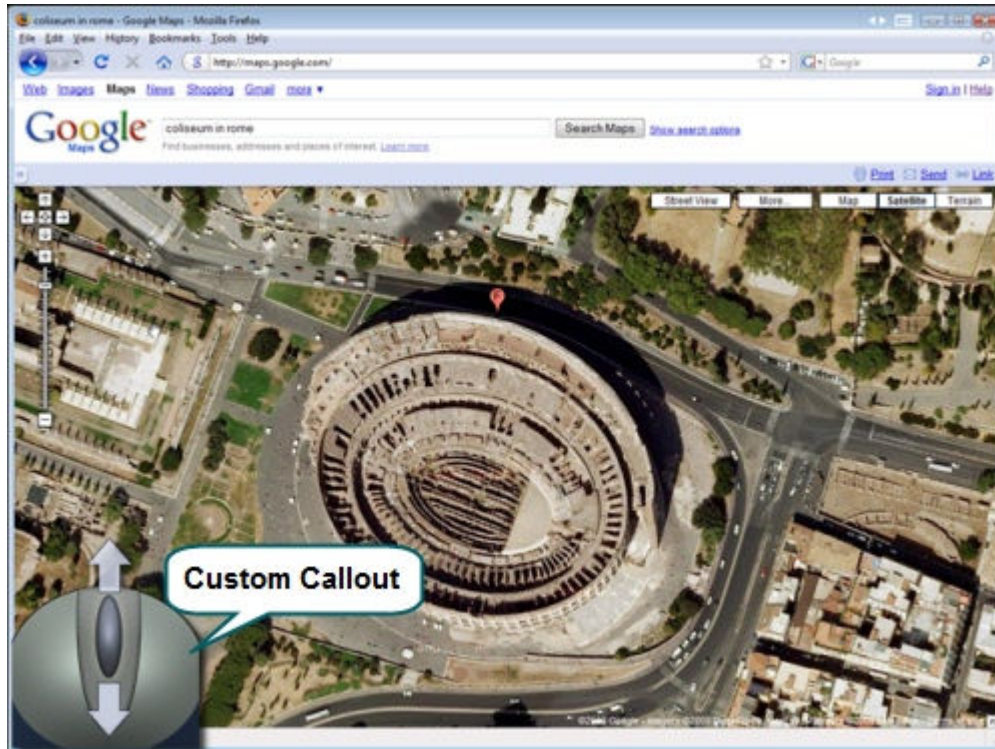 coliseum in rome - Google Maps - Mozilla Firefox
File Edit View History Bookmarks Tools Help
http://maps.google.com/ Google
Web Images Maps News Shopping Gmail more ▼ Sign in | Help
Google Maps coliseum in rome Search Maps Show search options
Find businesses, addresses and places of interest. Learn more
Print Send Link
Street View More... Map Satellite Terrain
Custom Callout